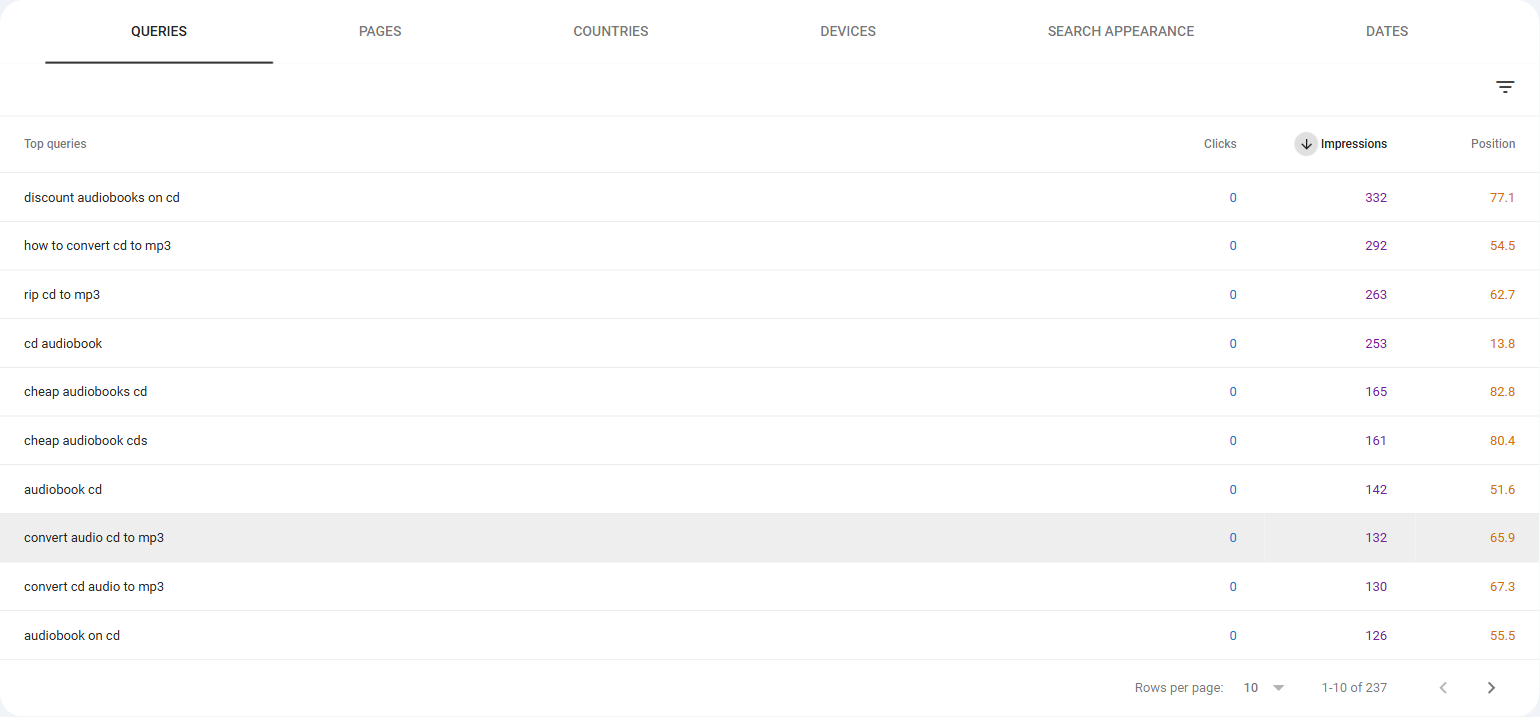 QUERIES PAGES COUNTRIES DEVICES SEARCH APPEARANCE DATES
Top queries Clicks Impressions Position
discount audiobooks on cd 0 332 77.1
how to convert cd to mp3 0 292 54.5
rip cd to mp3 0 263 62.7
cd audiobook 0 253 13.8
cheap audiobooks cd 0 165 82.8
cheap audiobook cds 0 161 80.4
audiobook cd 0 142 51.6
convert audio cd to mp3 0 132 65.9
convert cd audio to mp3 0 130 67.3
audiobook on cd 0 126 55.5
Rows per page: 10 1-10 of 237